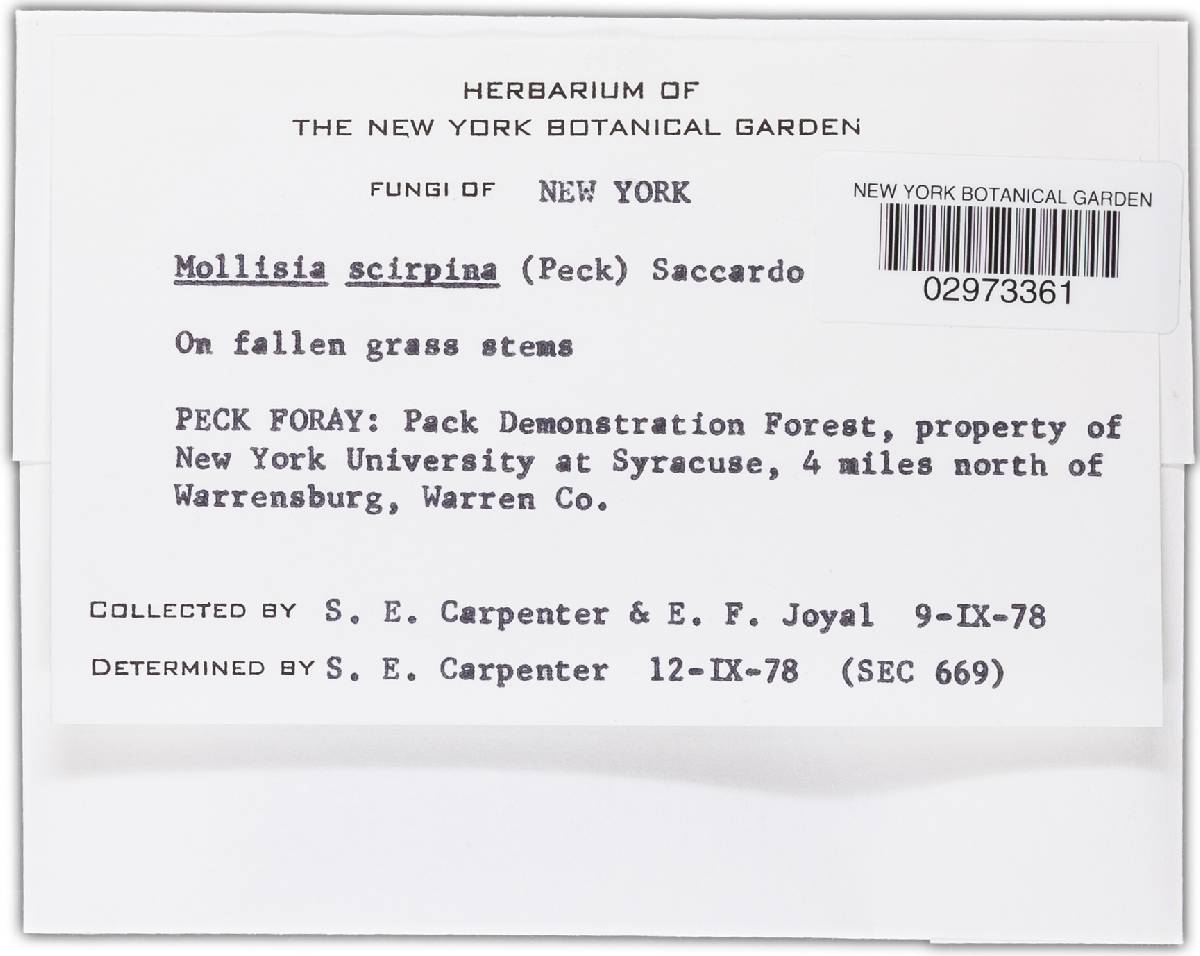 HERBARIUM OF
THE NEW YORK BOTANICAL GARDEN
FUNGI OF NEW YORK
NEW YORK BOTANICAL GARDEN
02973361
Mollisia scirpina (Peck) Saccardo
On fallen grass stems
PECK FORAY: Pack Demonstration Forest, property of
New York University at Syracuse, 4 miles north of
Warrensburg, Warren Co.
COLLECTED BY S. E. Carpenter & E. F. Joyal 9-IX-78
DETERMINED BY S. E. Carpenter 12-IX-78 (SEC 669)